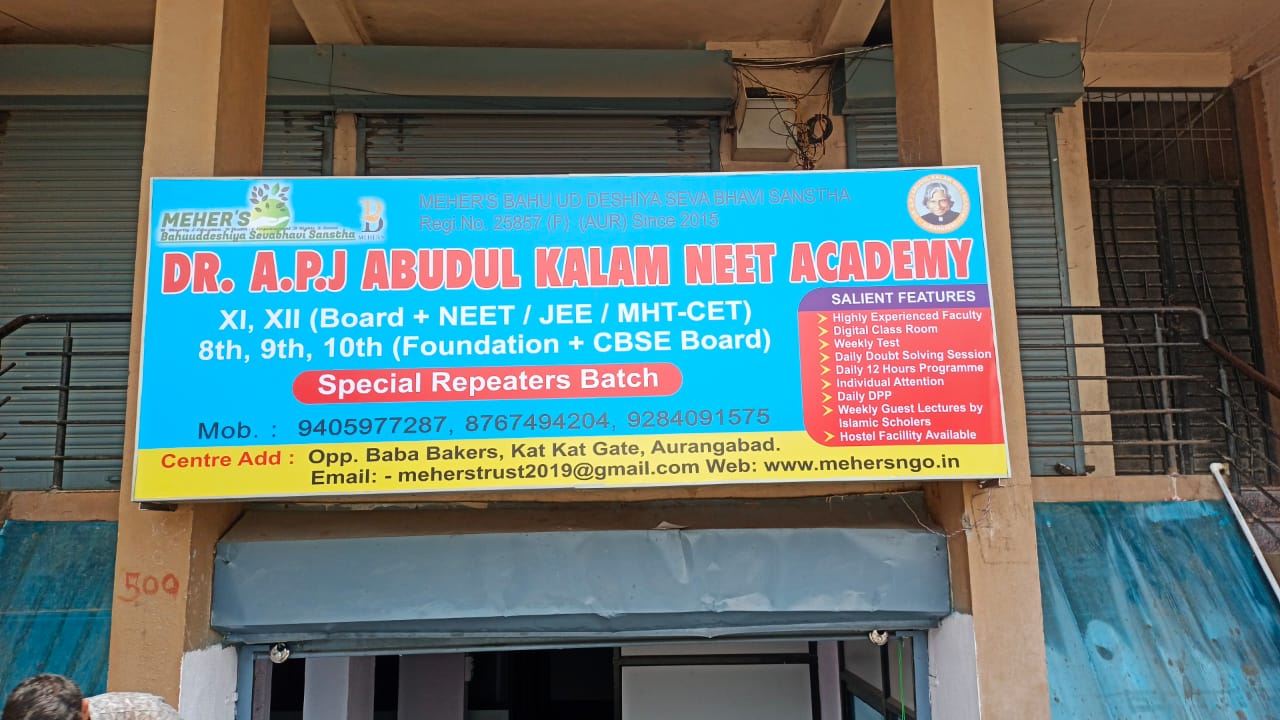 MEHER'S
Bahuuddeshiya Sevabhavi Sanstha
MEHER'S
MEHER'S BAHU UD DESHIYA SEVA BHAVI SANSTHA
Regi No. 25857 (F) (AUR) Since 2015
DR. A.P.J ABUDUL KALAM NEET ACADEMY
XI, XII (Board + NEET / JEE / MHT-CET)
8th, 9th, 10th (Foundation + CBSE Board)
Special Repeaters Batch
Mob. : 9405977287, 8767494204, 9284091575
SALIENT FEATURES
Highly Experienced Faculty
Digital Class Room
Weekly Test
Daily Doubt Solving Session
Daily 12 Hours Programme
Individual Attention
Daily DPP
Weekly Guest Lectures by
Islamic Scholers
Hostel Facillity Available
Centre Add : Opp. Baba Bakers, Kat Kat Gate, Aurangabad.
Email: - meherstrust2019@gmail.com Web: www.mehersngo.in
500